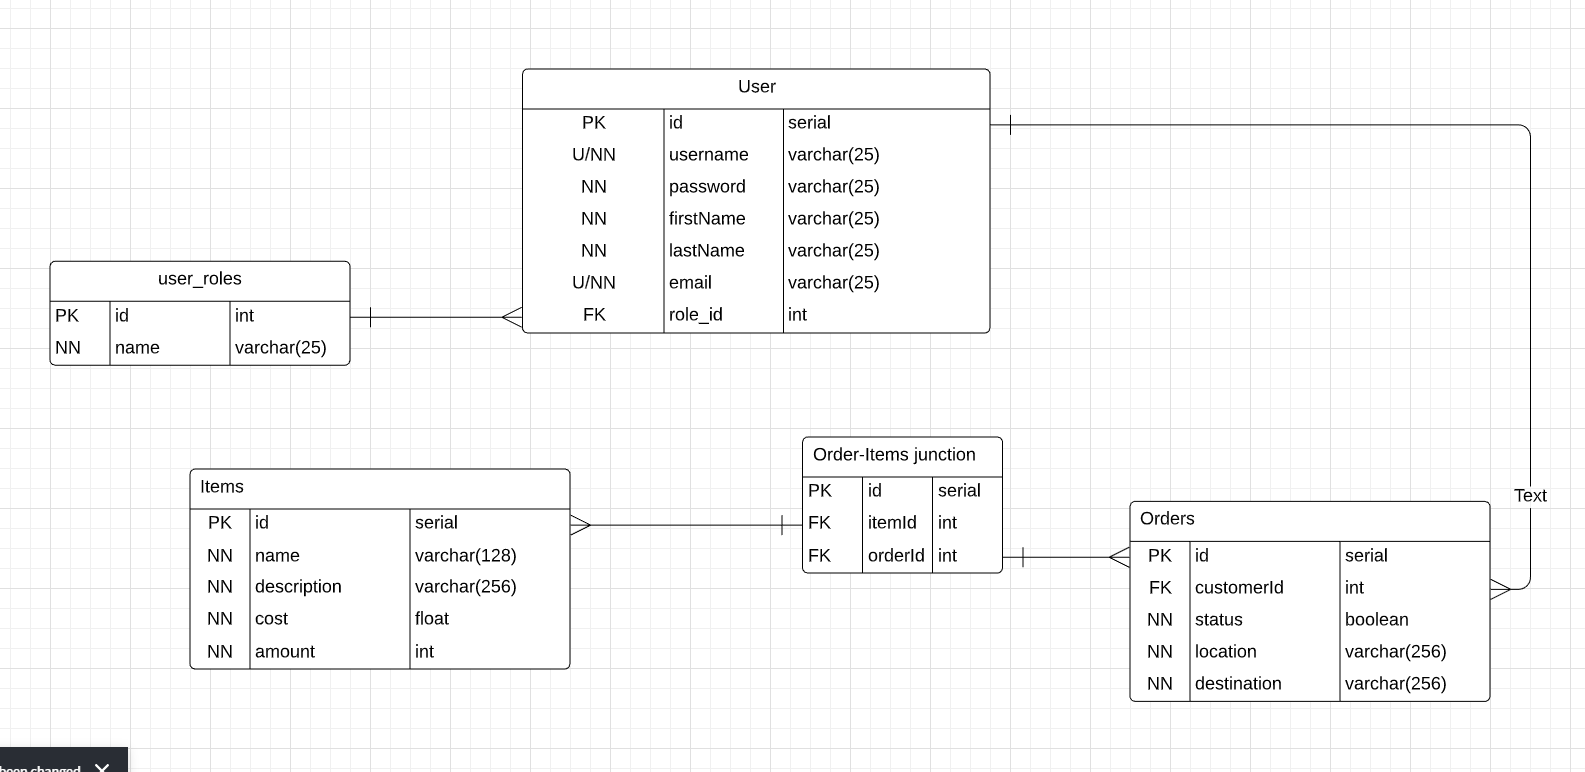 User
PK id serial
U/NN username varchar(25)
NN password varchar(25)
NN firstName varchar(25)
NN lastName varchar(25)
U/NN email varchar(25)
FK role_id int
user_roles
PK id int
NN name varchar(25)
Order-Items junction
PK id serial
FK itemId int
FK orderId int
Items
PK id serial
NN name varchar(128)
NN description varchar(256)
NN cost float
NN amount int
Text
Orders
PK id serial
FK customerId int
NN status boolean
NN location varchar(256)
NN destination varchar(256)
been changed